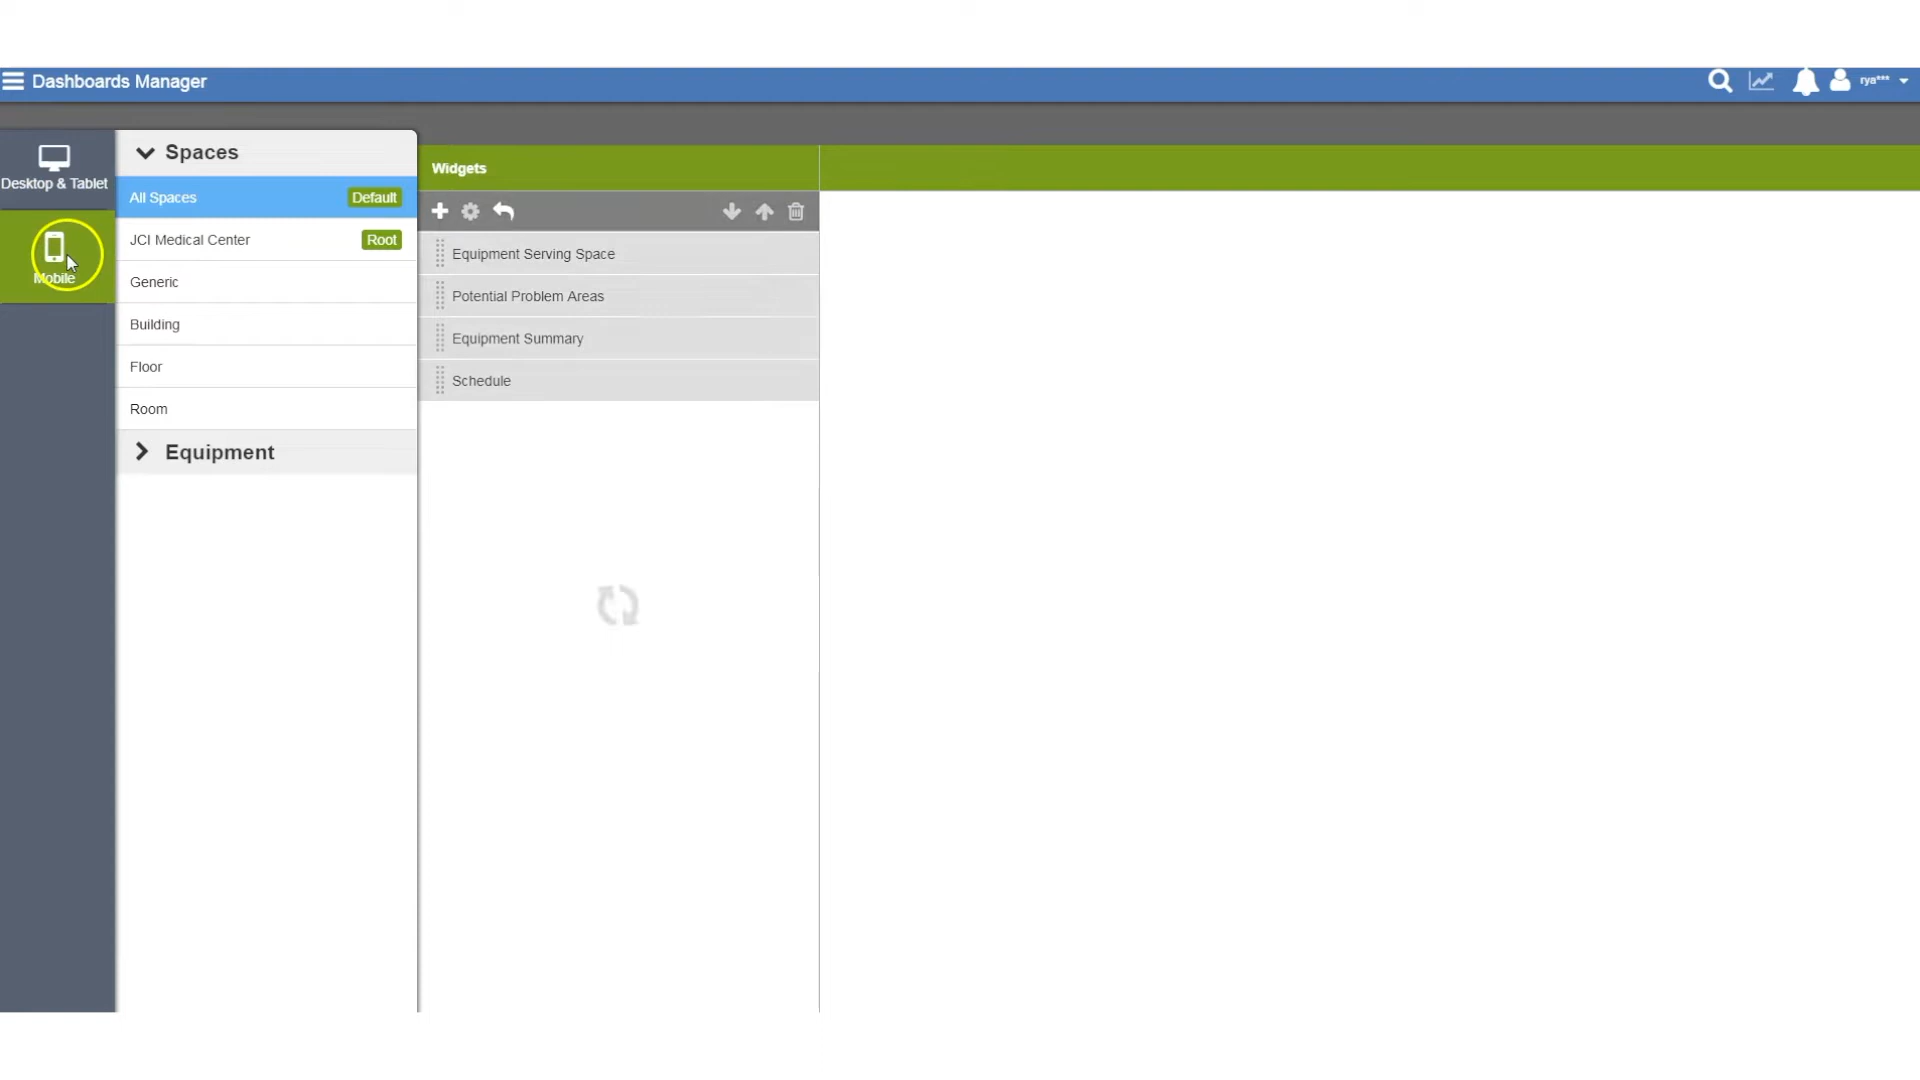 Dashboards Manager
rya***
Desktop & Tablet
Mobile
Spaces
All Spaces Default
JCI Medical Center Root
Generic
Building
Floor
Room
Equipment
Widgets
Equipment Serving Space
Potential Problem Areas
Equipment Summary
Schedule